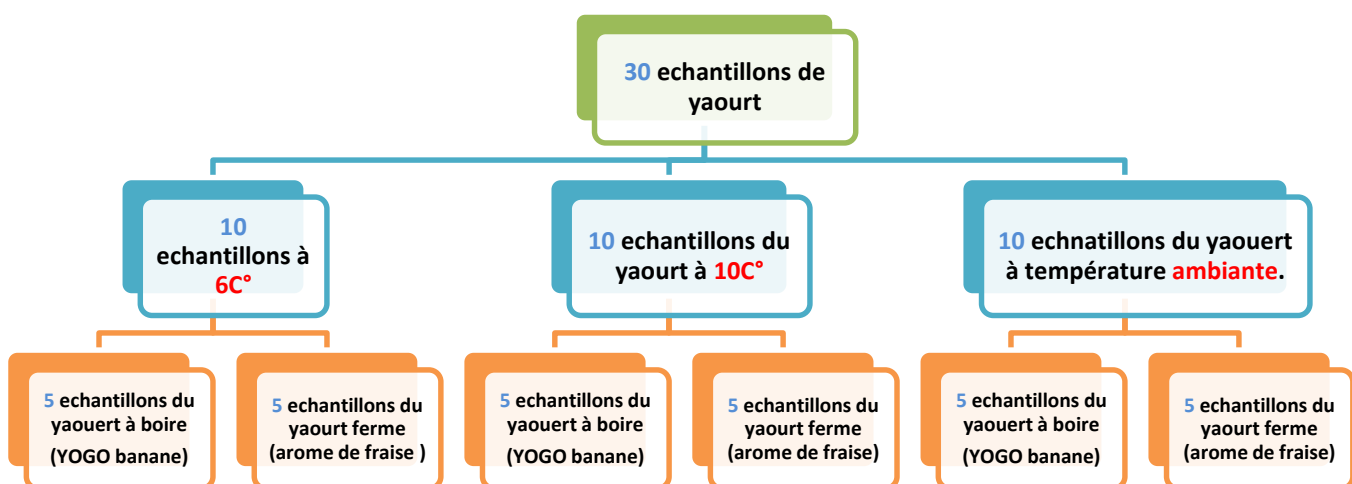 30 echantillons de
yaourt
10
echantillons à
6C°
10 echantillons du
yaourt à 10C°
10 echnatillons du yaouert
à température ambiante.
5 echantillons du
yaouert à boire
(YOGO banane)
5 echantillons du
yaourt ferme
(arome de fraise )
5 echantillons du
yaouert à boire
(YOGO banane)
5 echantillons du
yaourt ferme
(arome de fraise)
5 echantillons du
yaouert à boire
(YOGO banane)
5 echantillons du
yaourt ferme
(arome de fraise)